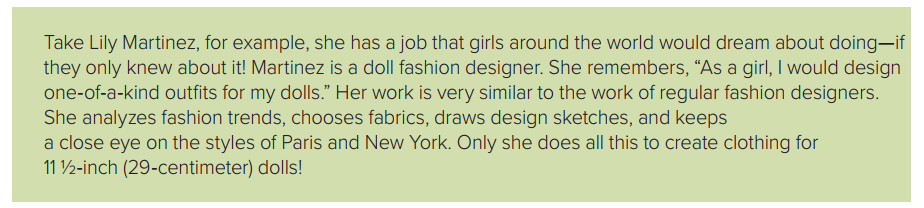 Take Lily Martinez, for example, she has a job that girls around the world would dream about doing—if
they only knew about it! Martinez is a doll fashion designer. She remembers, “As a girl, I would design
one-of-a-kind outfits for my dolls.” Her work is very similar to the work of regular fashion designers.
She analyzes fashion trends, chooses fabrics, draws design sketches, and keeps
a close eye on the styles of Paris and New York. Only she does all this to create clothing for
11 ½-inch (29-centimeter) dolls!